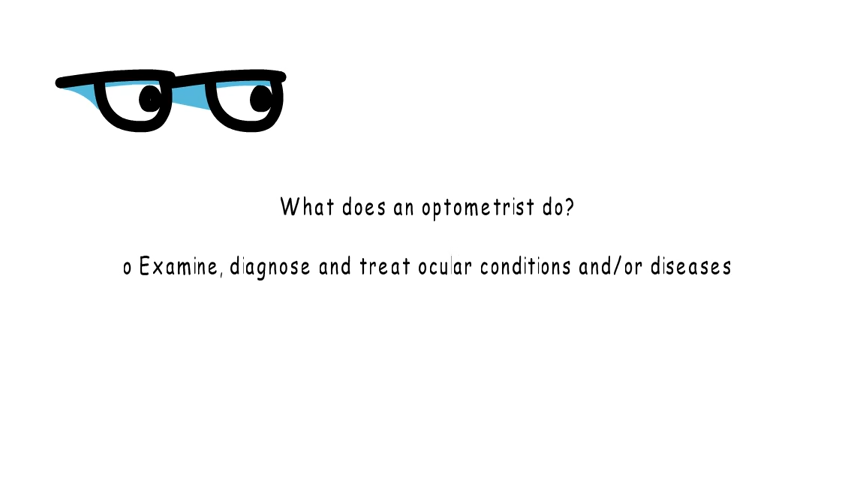 What does an optometrist do?
o Examine, diagnose and treat ocular conditions and/or diseases